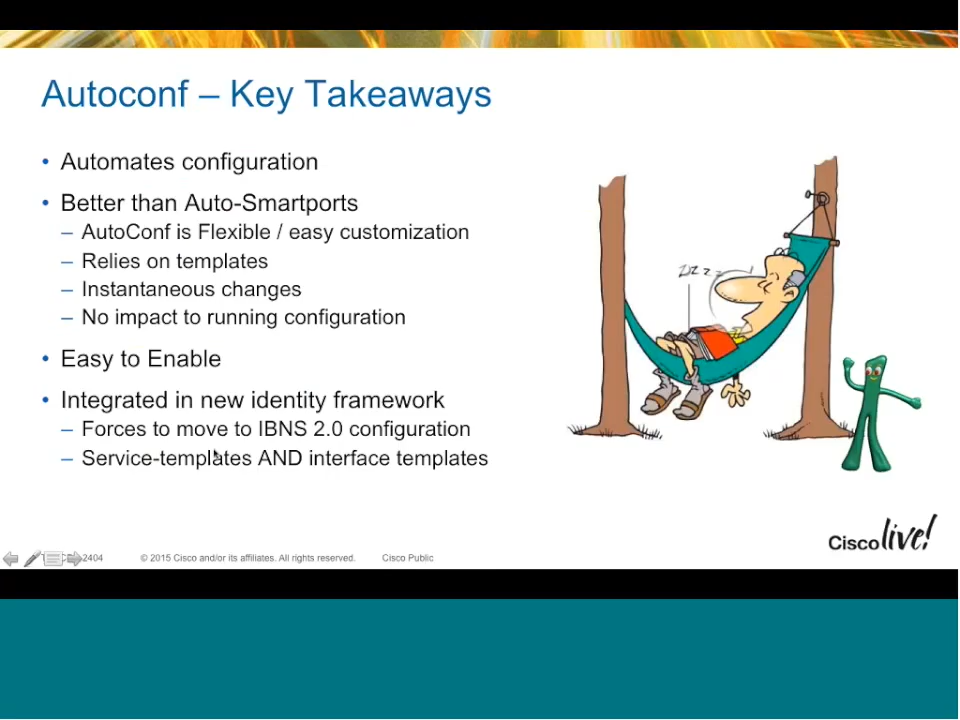 Autoconf – Key Takeaways
• Automates configuration
• Better than Auto-Smartports
– AutoConf is Flexible / easy customization
– Relies on templates
– Instantaneous changes
– No impact to running configuration
• Easy to Enable
• Integrated in new identity framework
– Forces to move to IBNS 2.0 configuration
– Service-templates AND interface templates
Zzzz
2404 © 2015 Cisco and/or its affiliates. All rights reserved. Cisco Public
Cisco live!